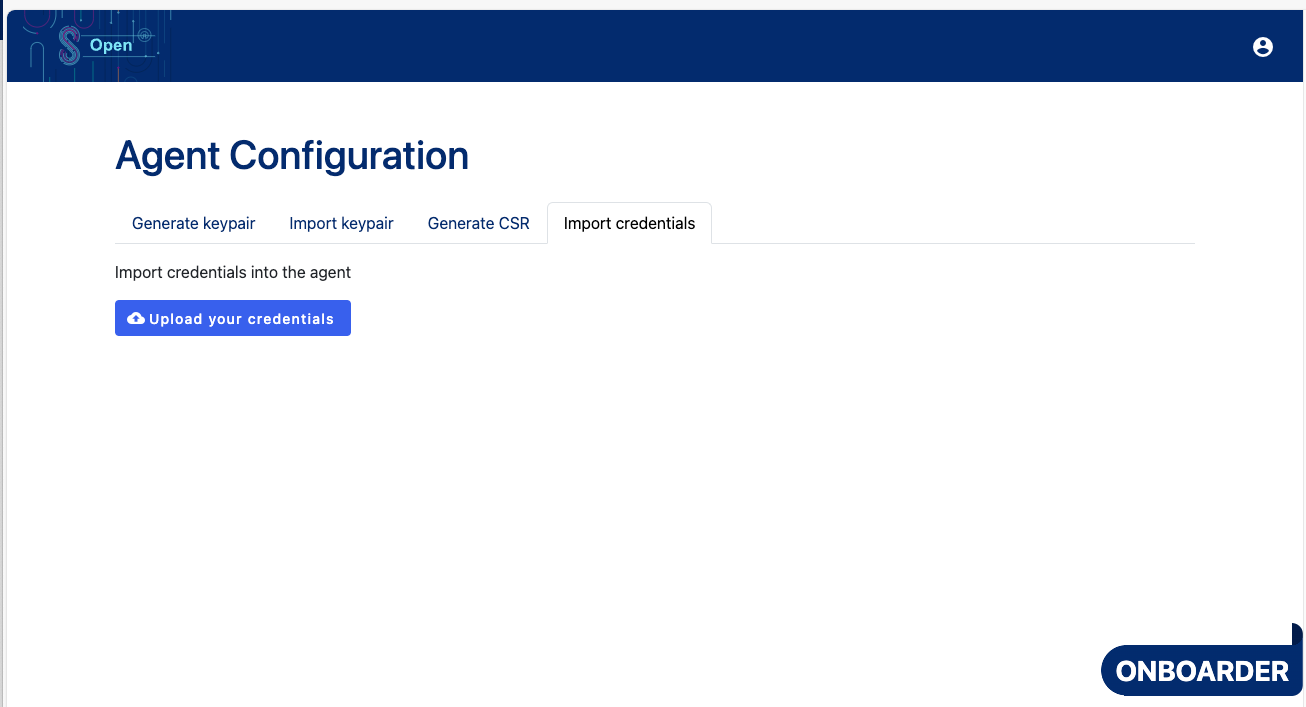 Open
Agent Configuration
Generate keypair
Import keypair
Generate CSR
Import credentials
Import credentials into the agent
Upload your credentials
ONBOARDER